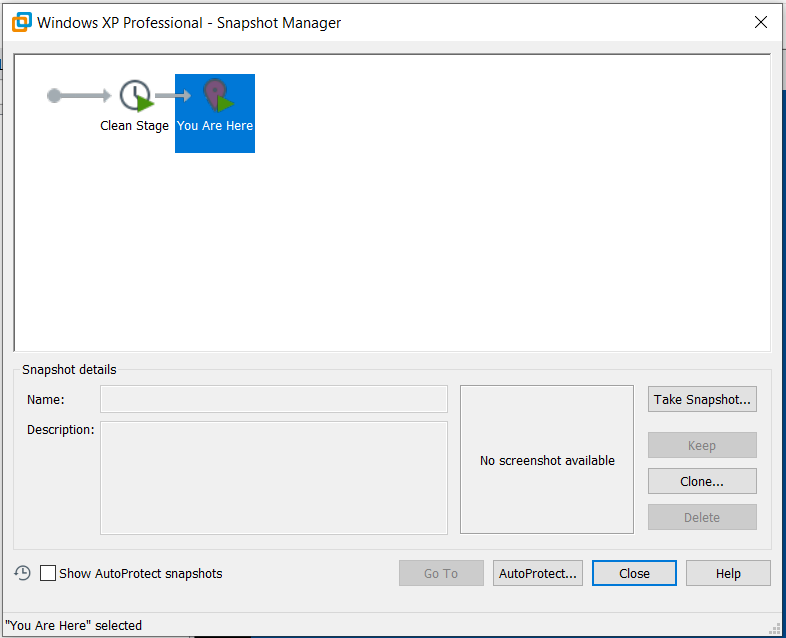 Windows XP Professional - Snapshot Manager
Clean Stage
You Are Here
Snapshot details
Name:
Take Snapshot...
Description:
No screenshot available
Keep
Clone...
Delete
Show AutoProtect snapshots
Go To
AutoProtect...
Close
Help
"You Are Here" selected